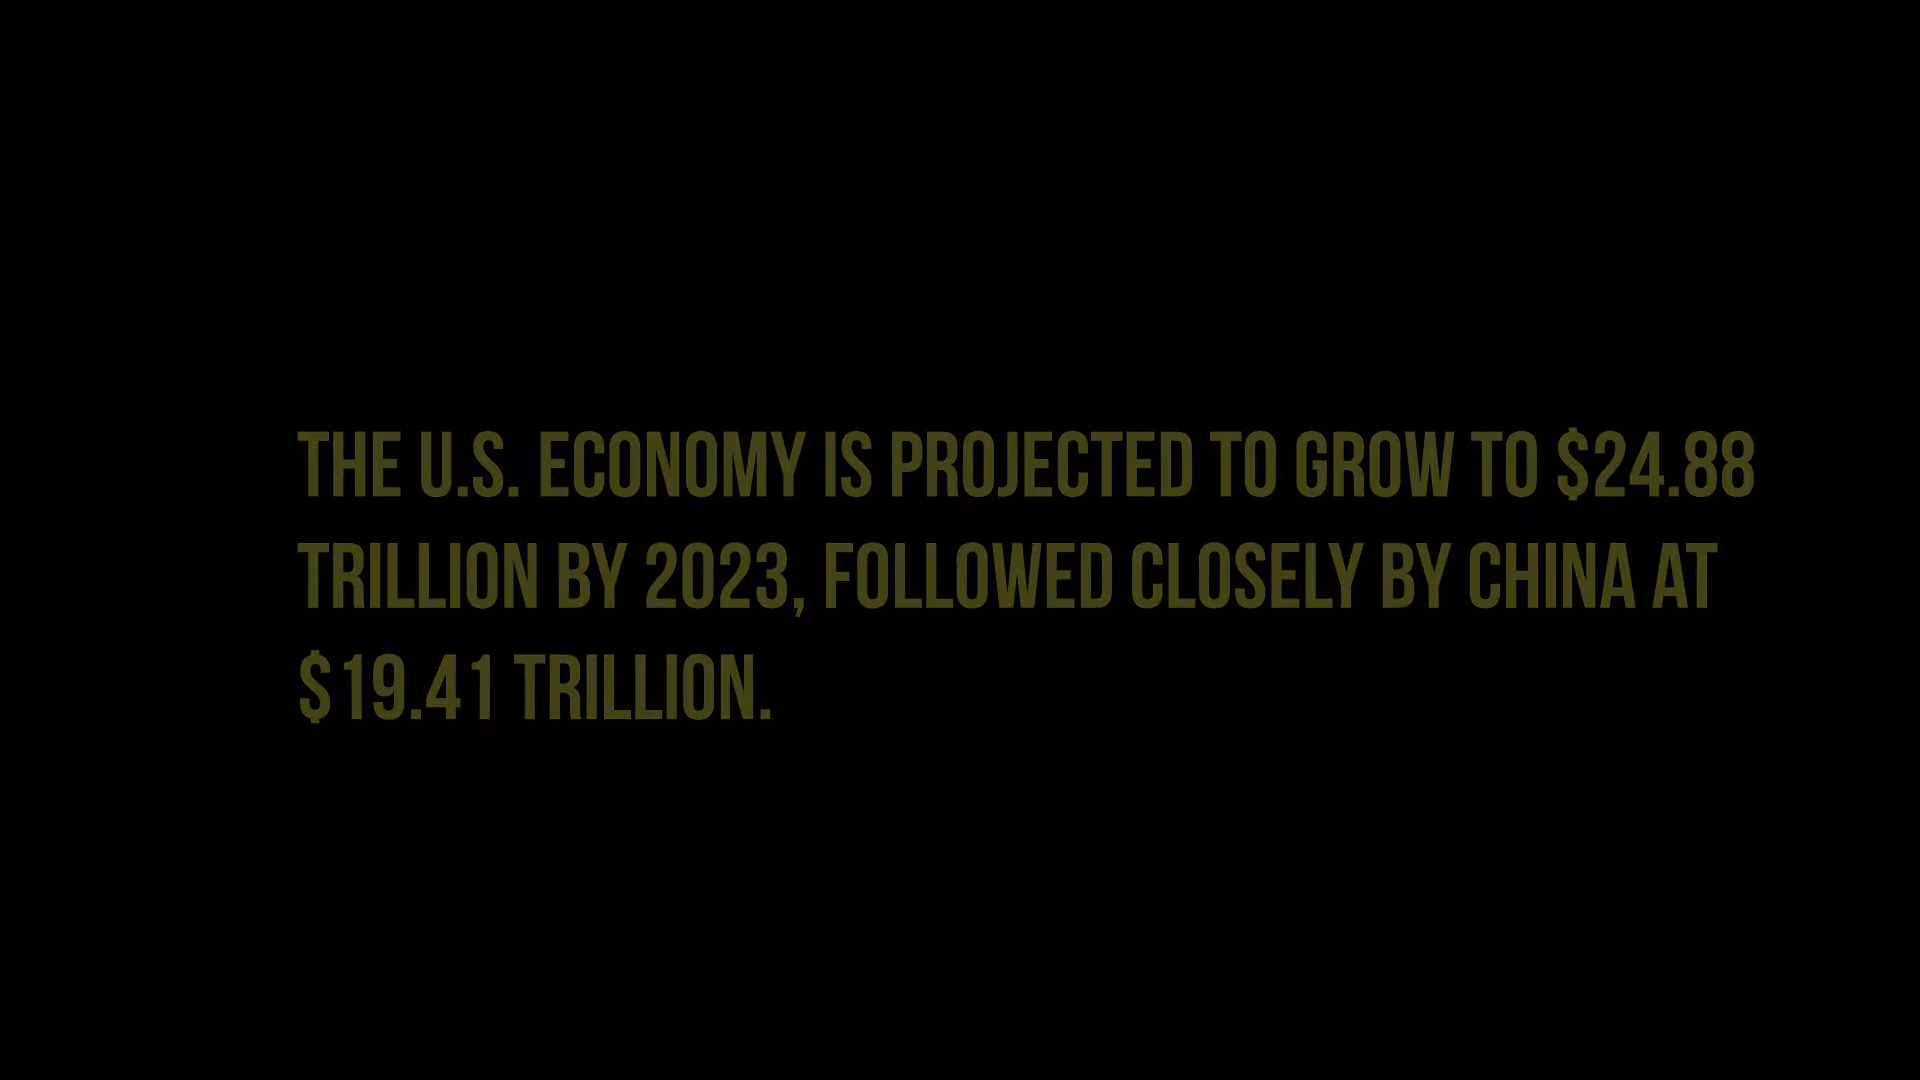 THE U.S. ECONOMY IS PROJECTED TO GROW TO $24.88
TRILLION BY 2023, FOLLOWED CLOSELY BY CHINA AT
$19.41 TRILLION.